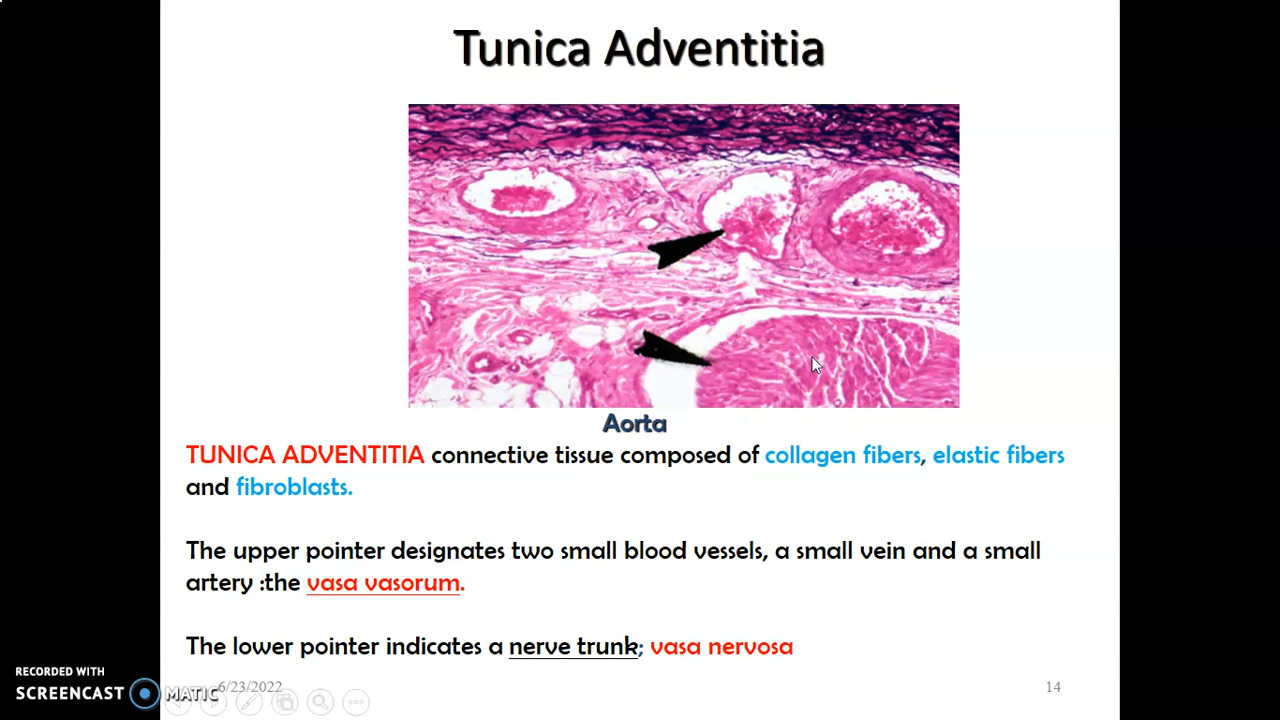 Tunica Adventitia
Aorta
TUNICA ADVENTITIA connective tissue composed of collagen fibers, elastic fibers
and fibroblasts.
The upper pointer designates two small blood vessels, a small vein and a small
artery :the vasa vasorum.
The lower pointer indicates a nerve trunk; vasa nervosa
RECORDED WITH
SCREENCAST MATIC
6/23/2022
14